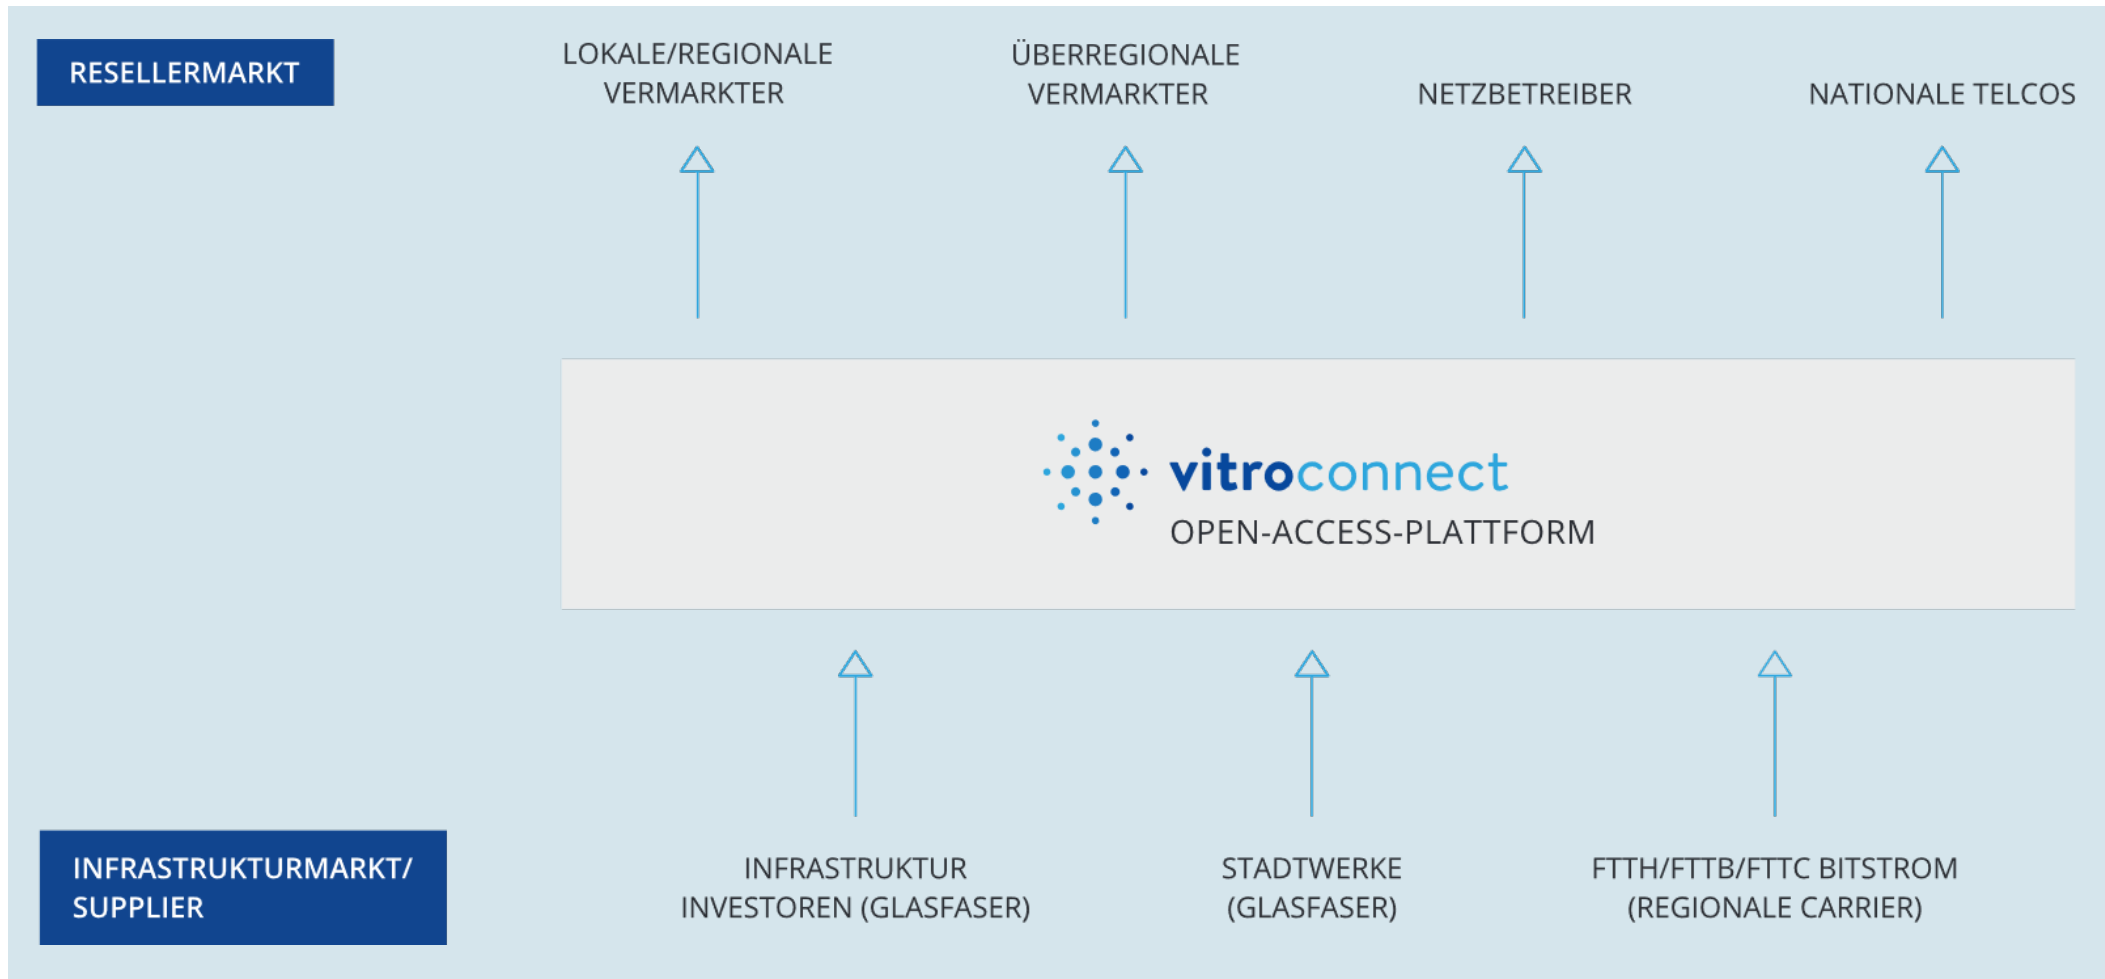 RESELLERMARKT
LOKALE/REGIONALE
VERMARKTER
ÜBERREGIONALE
VERMARKTER
NETZBETREIBER
NATIONALE TELCOS
vitroconnect
OPEN-ACCESS-PLATTFORM
INFRASTRUKTURMARKT/
SUPPLIER
INFRASTRUKTUR
INVESTOREN (GLASFASER)
STADTWERKE
(GLASFASER)
FTTH/FTTB/FTTC BITSTROM
(REGIONALE CARRIER)